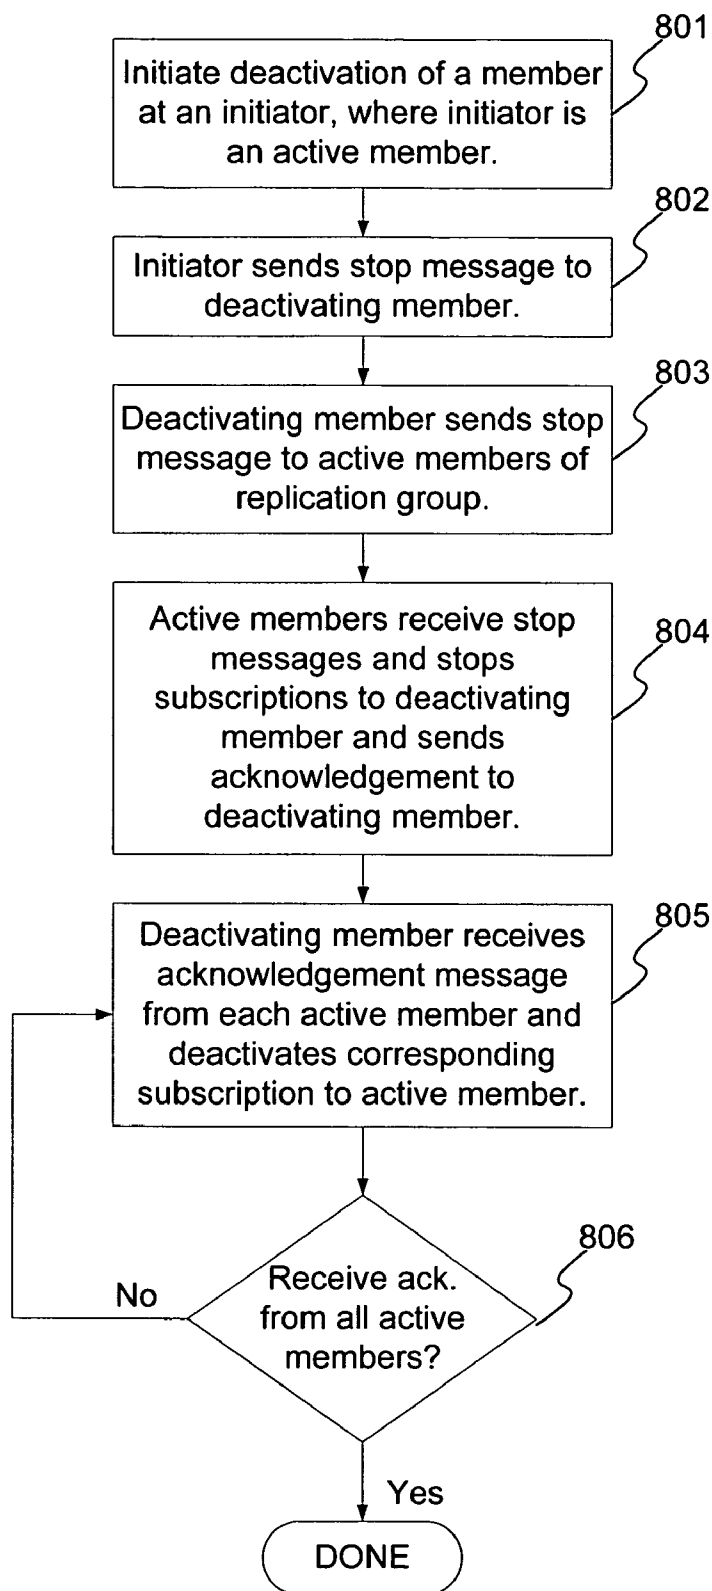 801
Initiate deactivation of a member
at an initiator, where initiator is
an active member.
802
Initiator sends stop message to
deactivating member.
803
Deactivating member sends stop
message to active members of
replication group.
804
Active members receive stop
messages and stops
subscriptions to deactivating
member and sends
acknowledgement to
deactivating member.
805
Deactivating member receives
acknowledgement message
from each active member and
deactivates corresponding
subscription to active member.
806
Receive ack.
from all active
members?
No
Yes
DONE